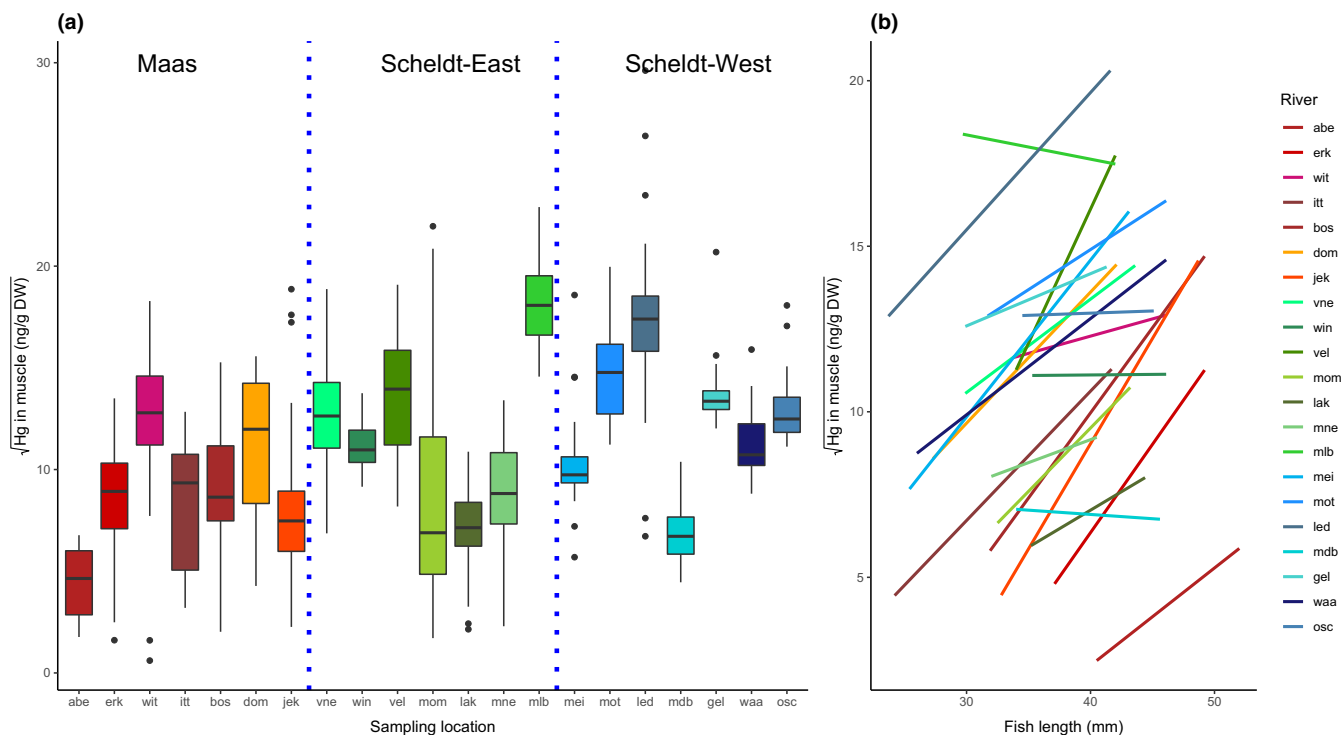 (a)
Maas
Scheldt-East
Scheldt-West
√Hg in muscle (ng/g DW)
30
20
10
0
abe erk wit itt bos dom jek vne win vel mom lak mne mlb mei mot led mdb gel waa osc
Sampling location
(b)
√Hg in muscle (ng/g DW)
20
15
10
5
30 40 50
Fish length (mm)
River
abe
erk
wit
itt
bos
dom
jek
vne
win
vel
mom
lak
mne
mlb
mei
mot
led
mdb
gel
waa
osc